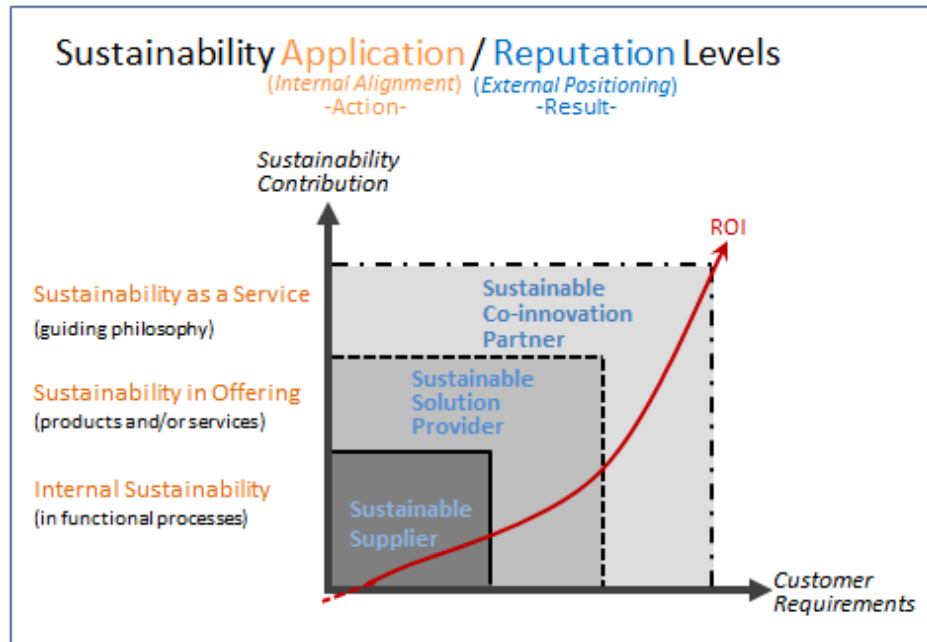 Sustainability Application / Reputation Levels
(Internal Alignment) (External Positioning)
-Action- -Result-
Sustainability
Contribution
ROI
Sustainability as a Service
(guiding philosophy)
Sustainable
Co-innovation
Partner
Sustainability in Offering
(products and/or services)
Sustainable
Solution
Provider
Internal Sustainability
(in functional processes)
Sustainable
Supplier
Customer
Requirements